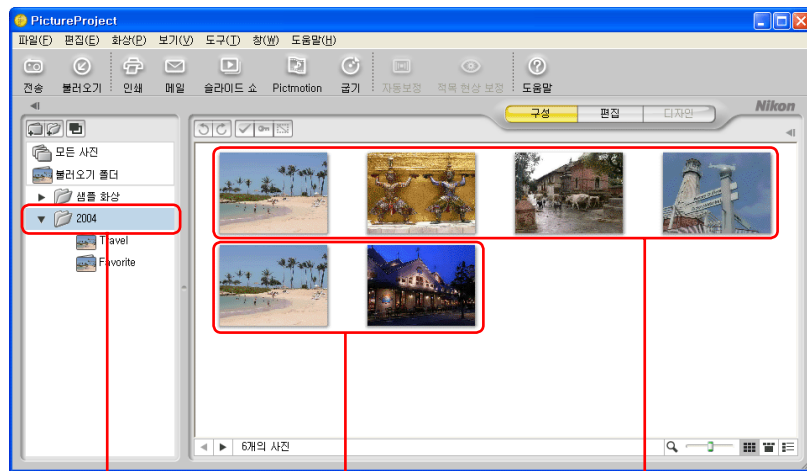 PictureProject
파일(F) 편집(E) 화상(P) 보기(V) 도구(T) 창(W) 도움말(H)
전송 불러오기 인쇄 메일 슬라이드 쇼 Pictmotion 굽기 자동보정 적목 현상 보정 도움말
구성 편집 디자인 Nikon
모든 사진
불러오기 폴더
샘플 화상
2004
Travel
Favorite
6개의 사진